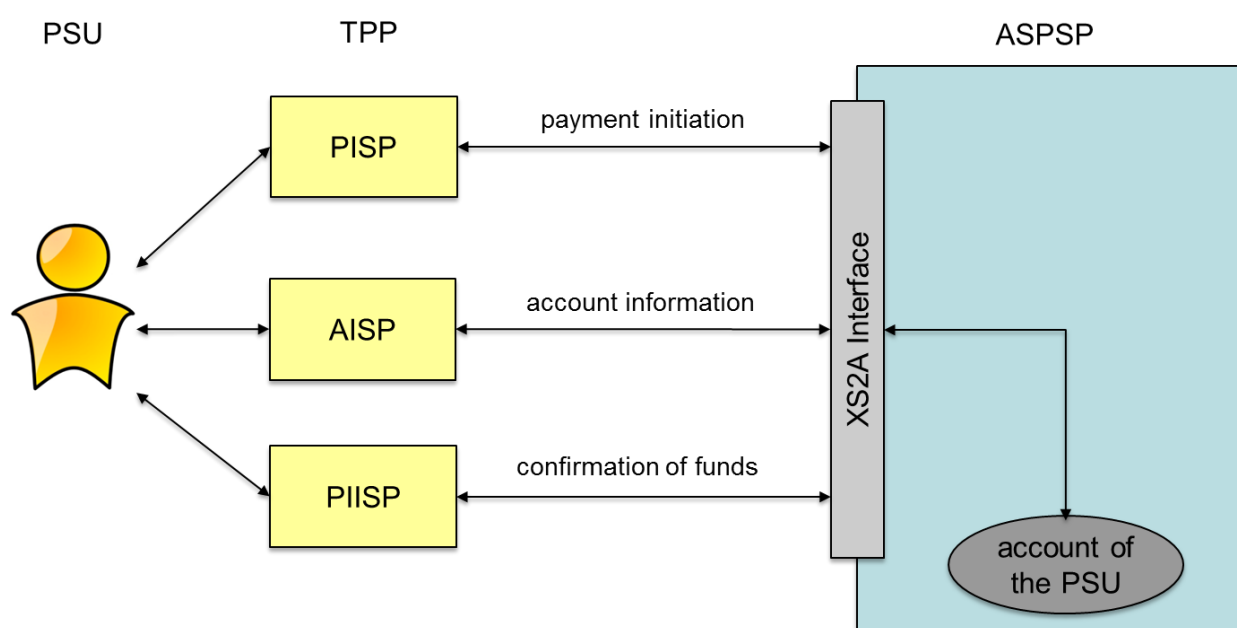 PSU
TPP
ASPSP
PISP
payment initiation
AISP
account information
XS2A Interface
PIISP
confirmation of funds
account of
the PSU